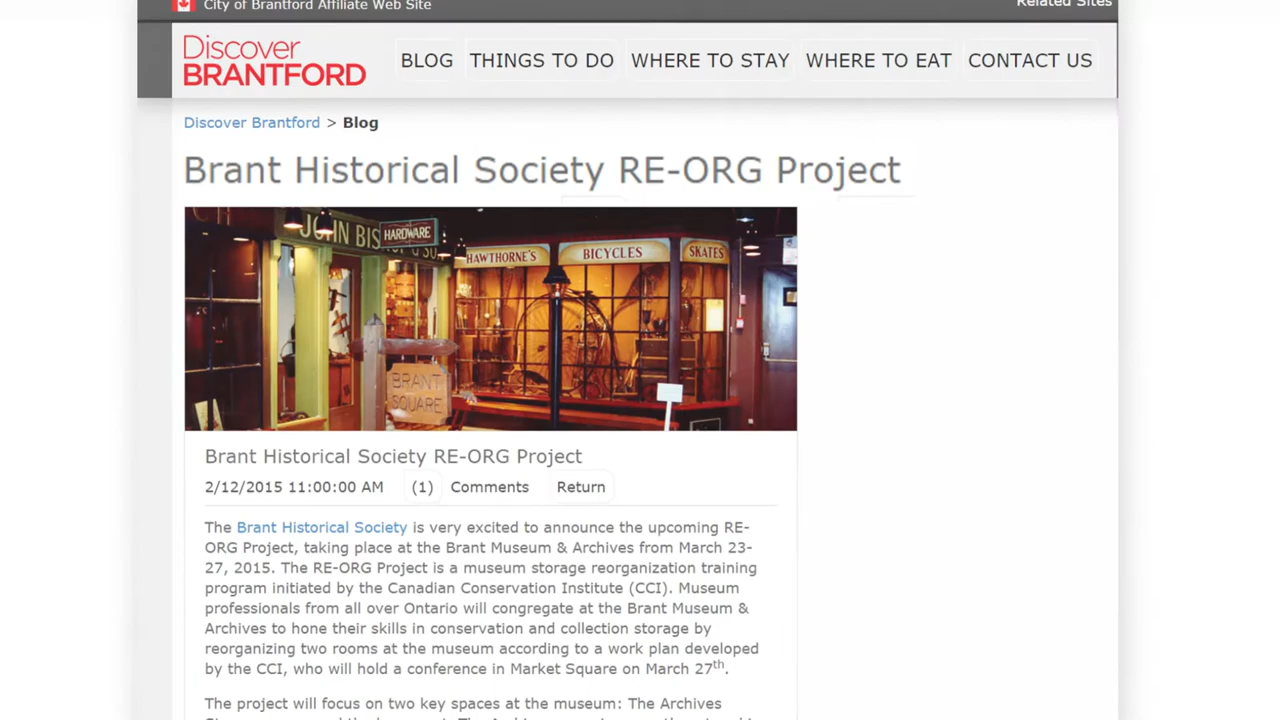 City of Brantford Affiliate Web Site
Related Sites
Discover
BRANTFORD
BLOG THINGS TO DO WHERE TO STAY WHERE TO EAT CONTACT US
Discover Brantford > Blog
Brant Historical Society RE-ORG Project
JOHN BIS
HARDWARE
HAWTHORNE'S
BICYCLES
SKATES
BRANT
SQUARE
Brant Historical Society RE-ORG Project
2/12/2015 11:00:00 AM (1) Comments Return
The Brant Historical Society is very excited to announce the upcoming RE-
ORG Project, taking place at the Brant Museum & Archives from March 23-
27, 2015. The RE-ORG Project is a museum storage reorganization training
program initiated by the Canadian Conservation Institute (CCI). Museum
professionals from all over Ontario will congregate at the Brant Museum &
Archives to hone their skills in conservation and collection storage by
reorganizing two rooms at the museum according to a work plan developed
by the CCI, who will hold a conference in Market Square on March 27th.
The project will focus on two key spaces at the museum: The Archives